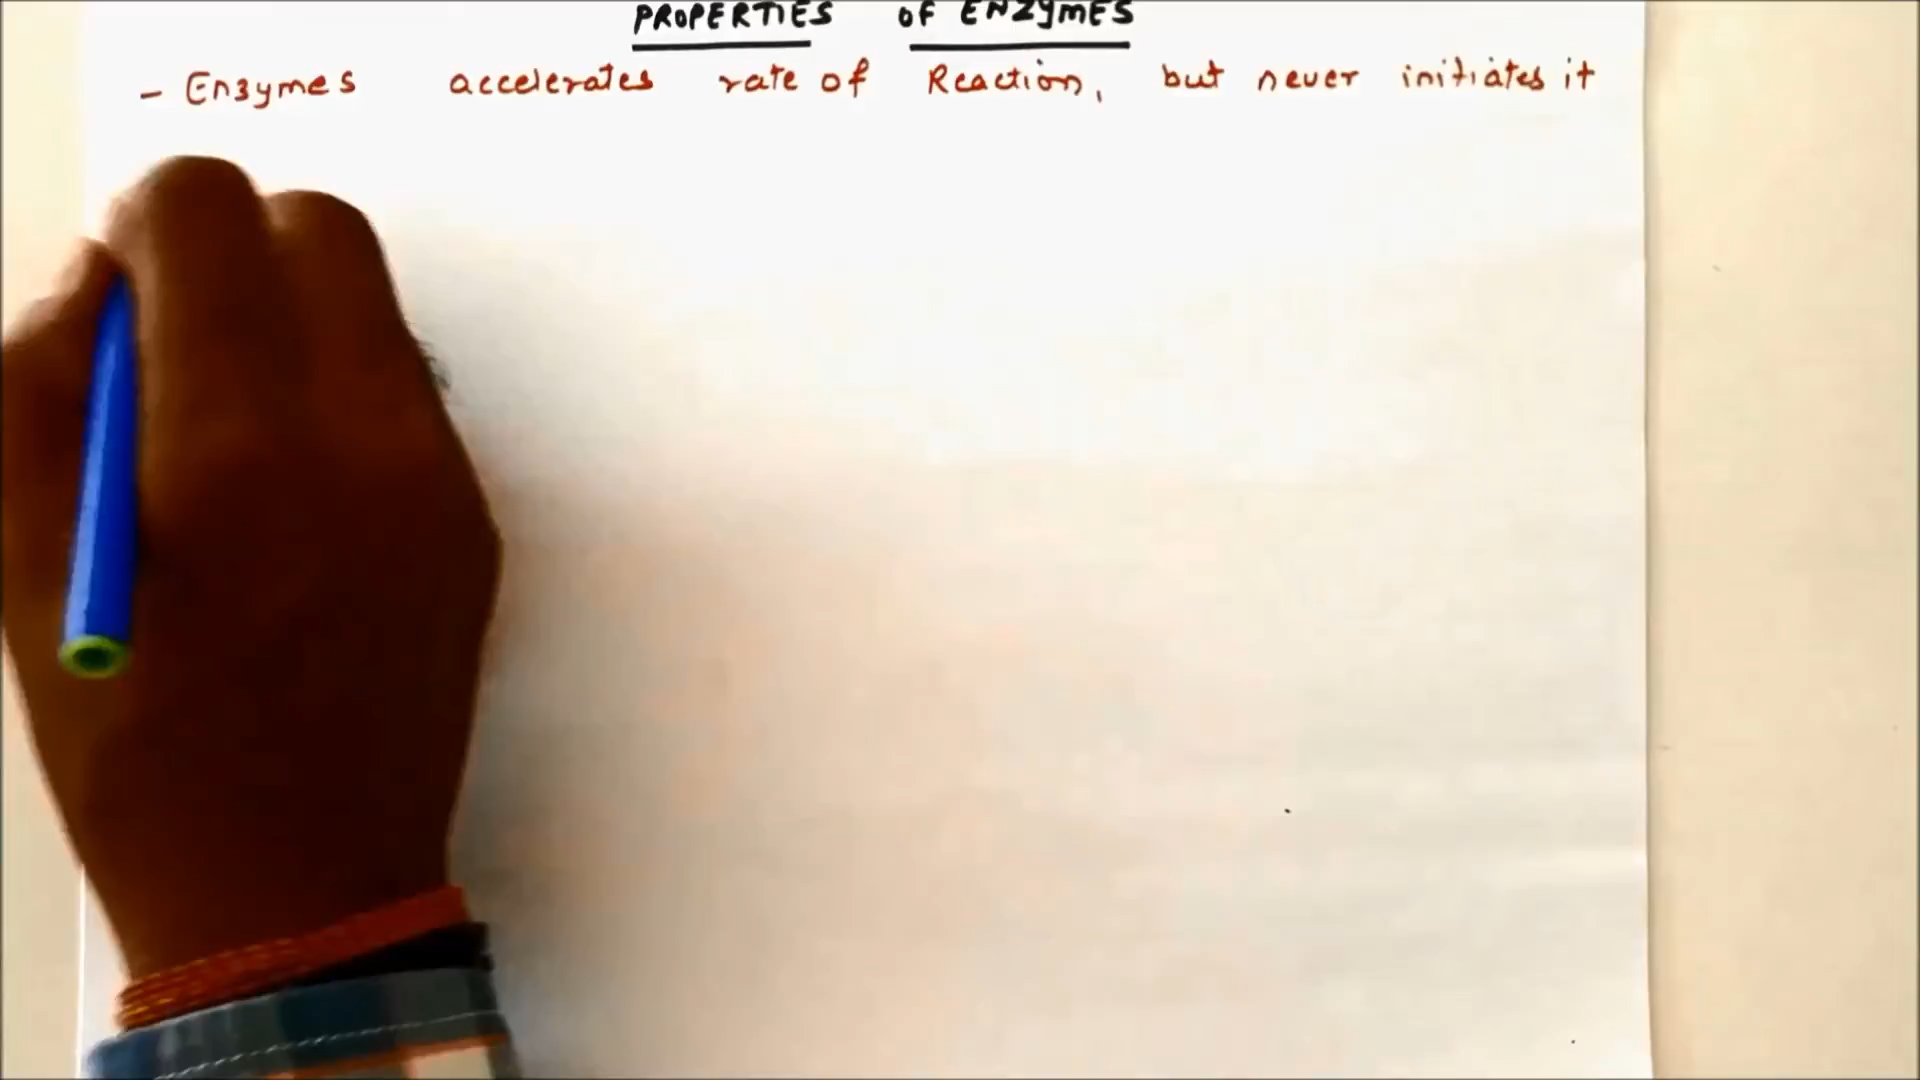 PROPERTIES OF ENZYMES
- Enzymes accelerates rate of Reaction, but never initiates it